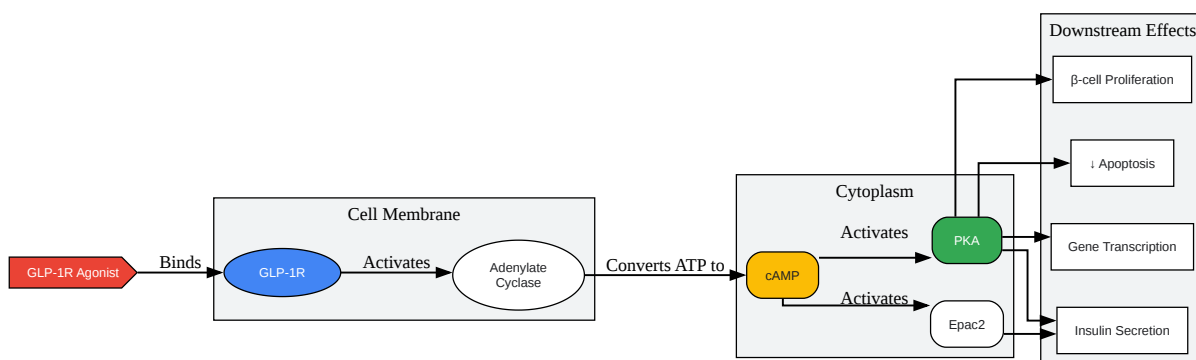 Downstream Effects
β-cell Proliferation
↓ Apoptosis
Cytoplasm
Cell Membrane
Activates
PKA
Gene Transcription
GLP-1R Agonist
Binds
GLP-1R
Activates
Adenylate
Cyclase
Converts ATP to
cAMP
Activates
Epac2
Insulin Secretion